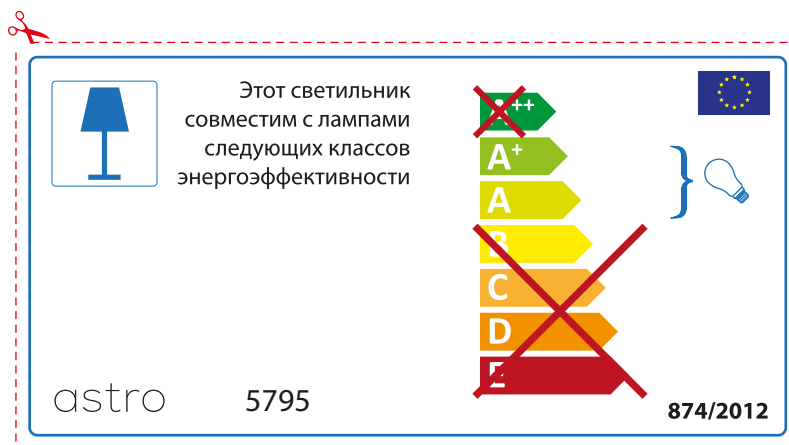 Этот светильник
совместим с лампами
следующих классов
энергоэффективности
A++
A+
A
B
C
D
E
astro
5795
874/2012